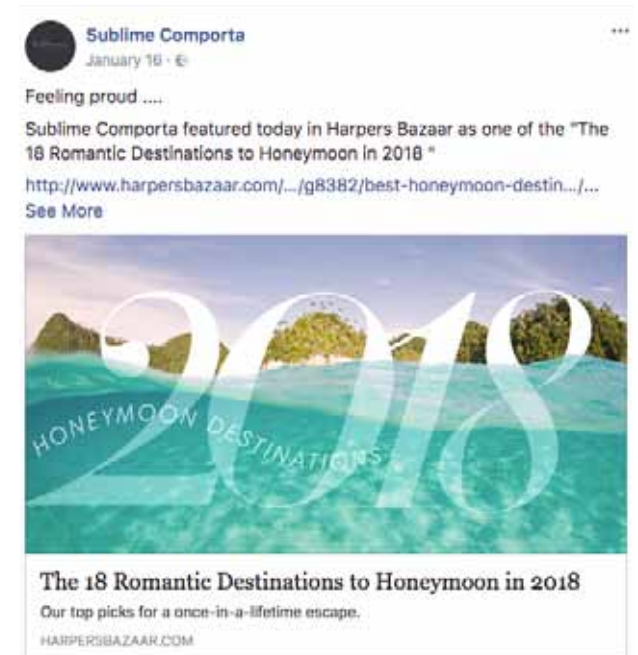 Sublime Comporta
January 16 ·
Feeling proud ....
Sublime Comporta featured today in Harpers Bazaar as one of the "The
18 Romantic Destinations to Honeymoon in 2018 "
http://www.harpersbazaar.com/.../g8382/best-honeymoon-destin.../...
See More
2018
HONEYMOON DESTINATIONS
The 18 Romantic Destinations to Honeymoon in 2018
Our top picks for a once-in-a-lifetime escape.
HARPERSBAZAAR.COM